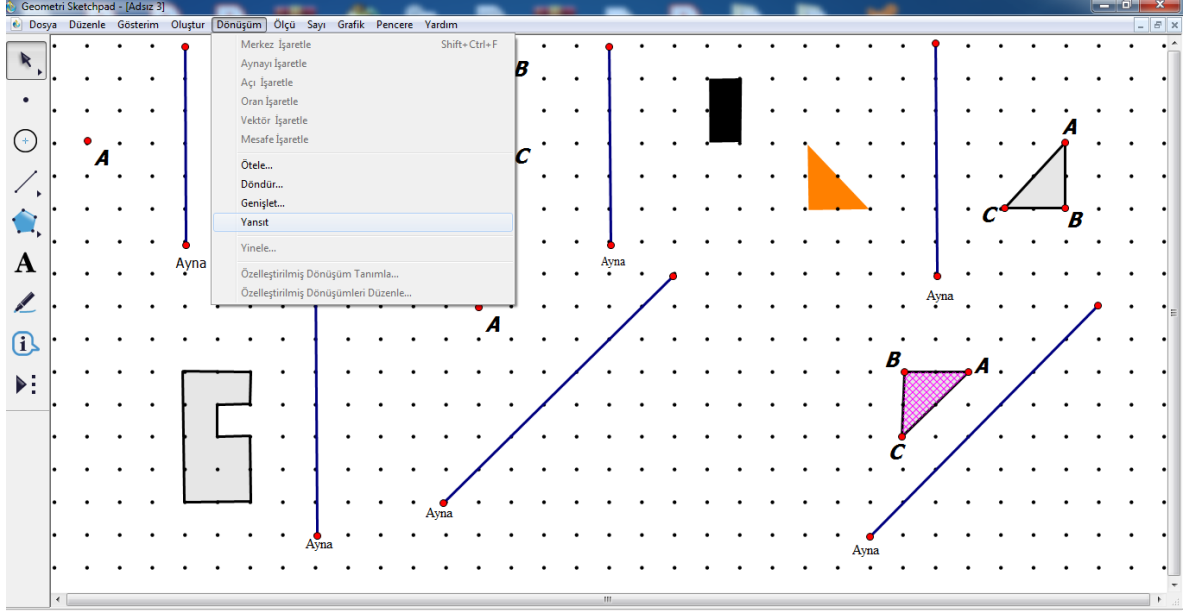 Geometri Sketchpad - [Adsız 3]
Dosya Düzenle Gösterim Oluştur Dönüşüm Ölçü Sayı Grafik Pencere Yardım
Merkez İşaretle Shift+Ctrl+F
Aynayı İşaretle
Açı İşaretle
Oran İşaretle
Vektör İşaretle
Mesafe İşaretle
Ötele...
Döndür...
Genişlet...
Yansıt
Yinele...
Özelleştirilmiş Dönüşüm Tanımla...
Özelleştirilmiş Dönüşümleri Düzenle...
A
A
Ayna
B
C
Ayna
A
C
B
Ayna
A
Ayna
Ayna
B
A
C
Ayna